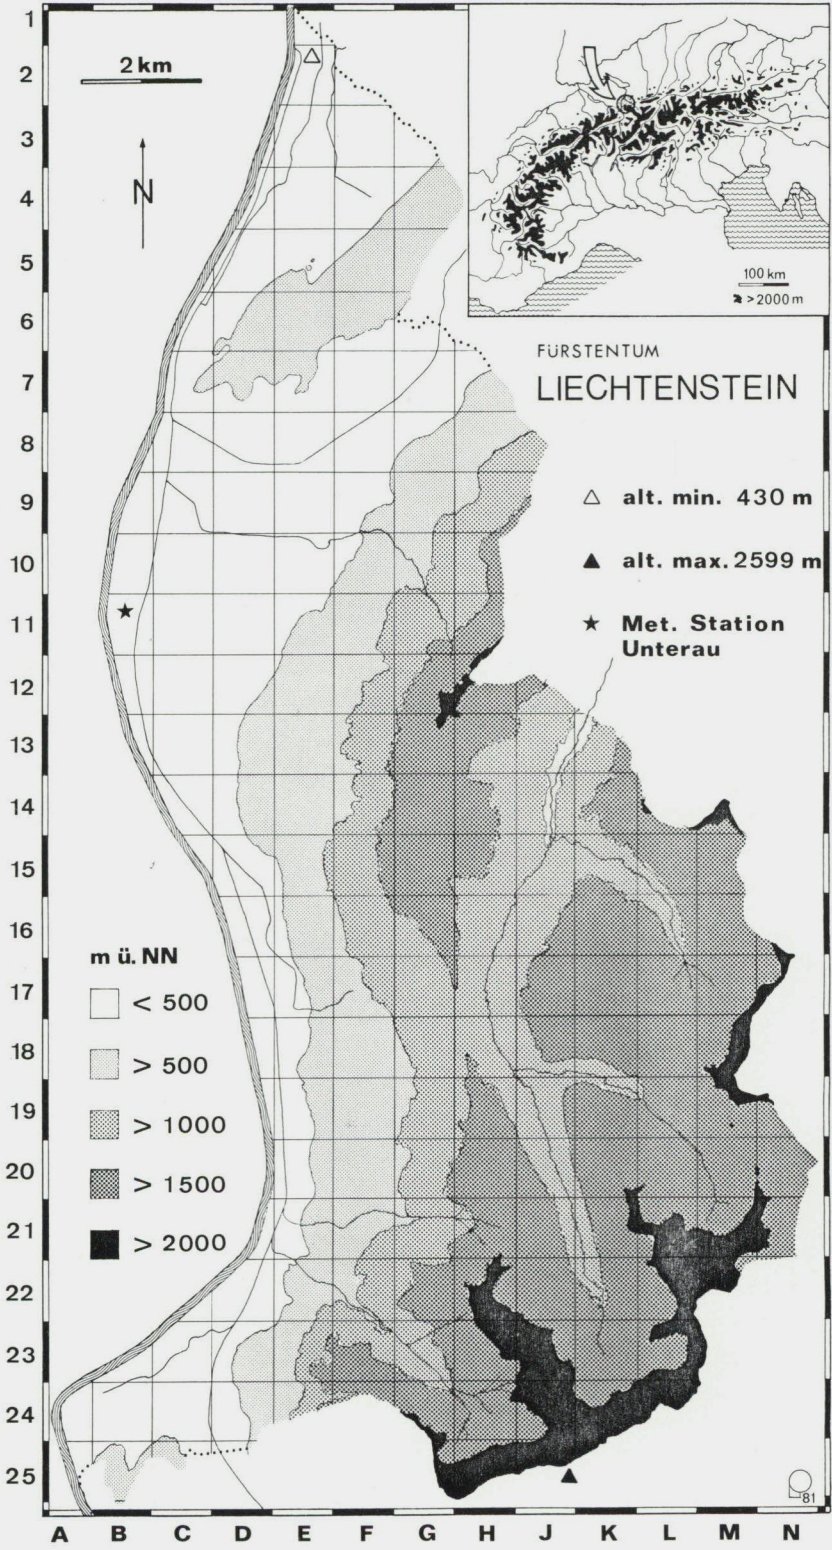 1
2
3
4
5
6
7
8
9
10
11
12
13
14
15
16
17
18
19
20
21
22
23
24
25
2 km
N
100 km
> 2000 m
FÜRSTENTUM
LIECHTENSTEIN
△ alt. min. 430 m
▲ alt. max. 2599 m
★ Met. Station
Unterau
m ü. NN
< 500
> 500
> 1000
> 1500
> 2000
81
A B C D E F G H J K L M N